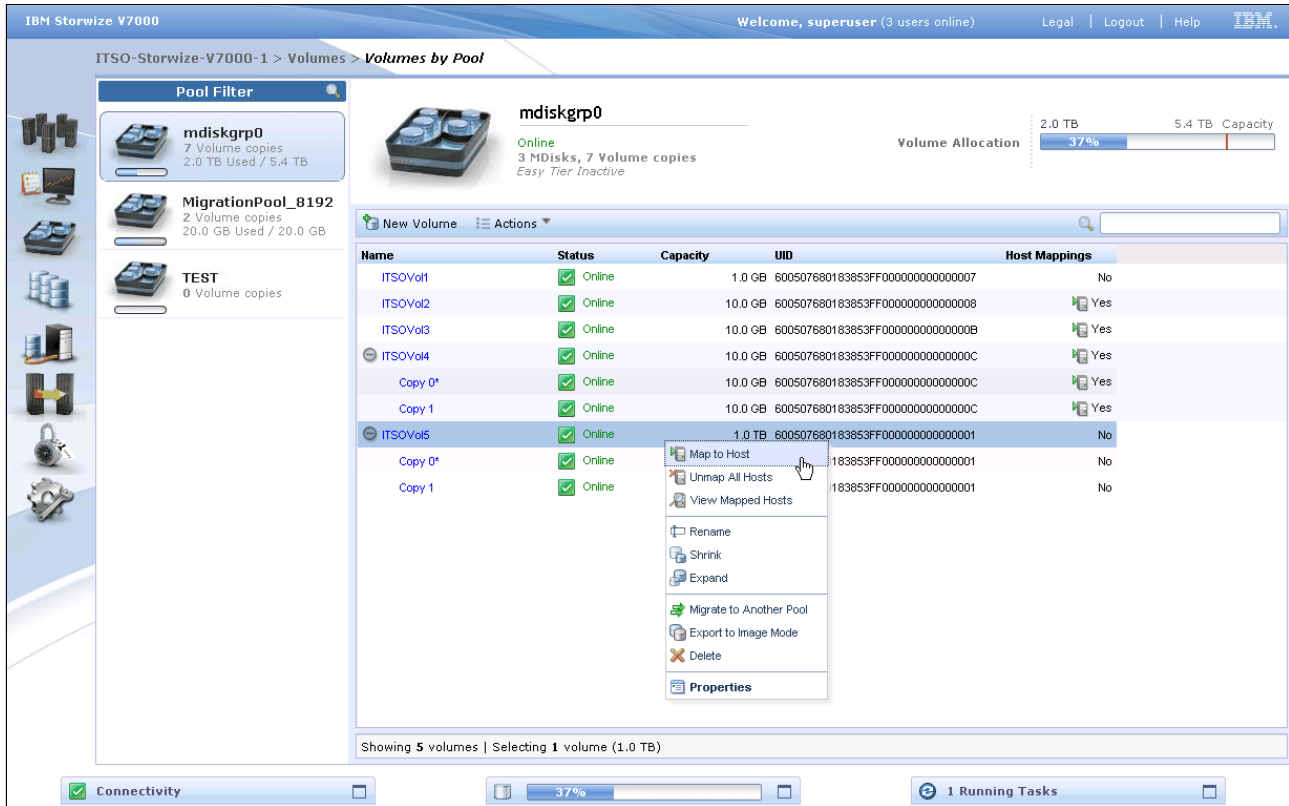 IBM Storwize V7000
Welcome, superuser (3 users online)
Legal | Logout | Help
IBM.
ITSO-Storwize-V7000-1 > Volumes > Volumes by Pool
Pool Filter
mdiskgrp0
7 Volume copies
2.0 TB Used / 5.4 TB
MigrationPool_8192
2 Volume copies
20.0 GB Used / 20.0 GB
TEST
0 Volume copies
mdiskgrp0
Online
3 MDisks, 7 Volume copies
Easy Tier Inactive
Volume Allocation
2.0 TB 5.4 TB Capacity
37%
New Volume Actions
Name Status Capacity UID Host Mappings
ITSOVol1 Online 1.0 GB 600507680183853FF000000000000007 No
ITSOVol2 Online 10.0 GB 600507680183853FF000000000000008 Yes
ITSOVol3 Online 10.0 GB 600507680183853FF00000000000000B Yes
ITSOVol4 Online 10.0 GB 600507680183853FF00000000000000C Yes
Copy 0* Online 10.0 GB 600507680183853FF00000000000000C Yes
Copy 1 Online 10.0 GB 600507680183853FF00000000000000C Yes
ITSOVol5 Online 1.0 TB 600507680183853FF000000000000001 No
Copy 0* Online 183853FF000000000000001 No
Copy 1 Online 183853FF000000000000001 No
Map to Host
Unmap All Hosts
View Mapped Hosts
Rename
Shrink
Expand
Migrate to Another Pool
Export to Image Mode
Delete
Properties
Showing 5 volumes | Selecting 1 volume (1.0 TB)
Connectivity
37%
1 Running Tasks